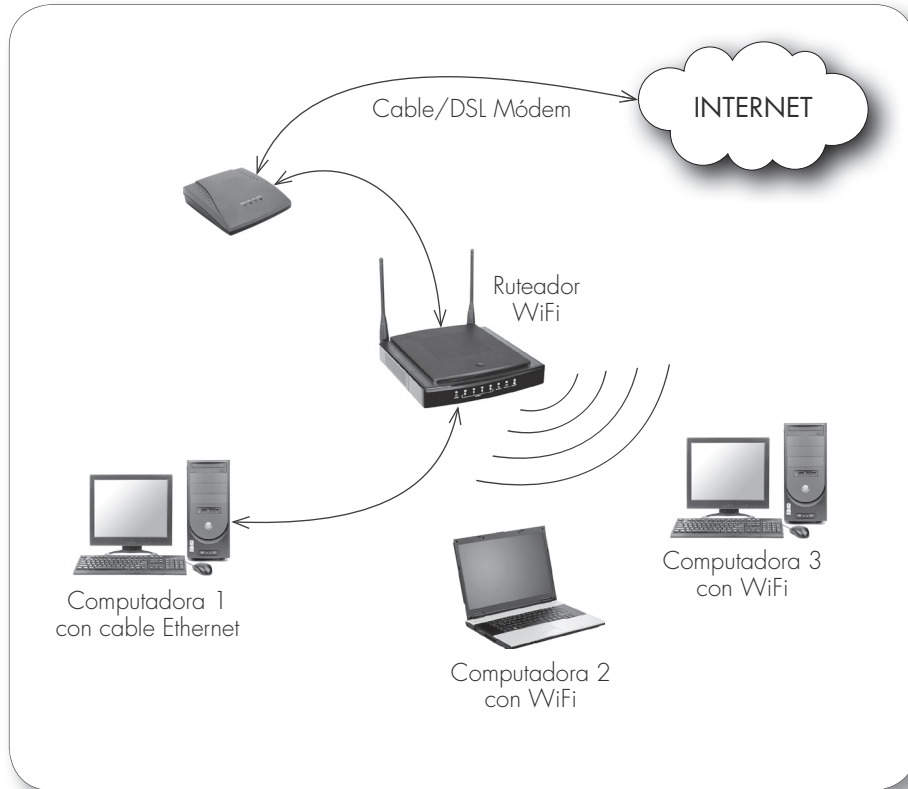 INTERNET
Cable/DSL Módem
Ruteador
WiFi
Computadora 1
con cable Ethernet
Computadora 2
con WiFi
Computadora 3
con WiFi